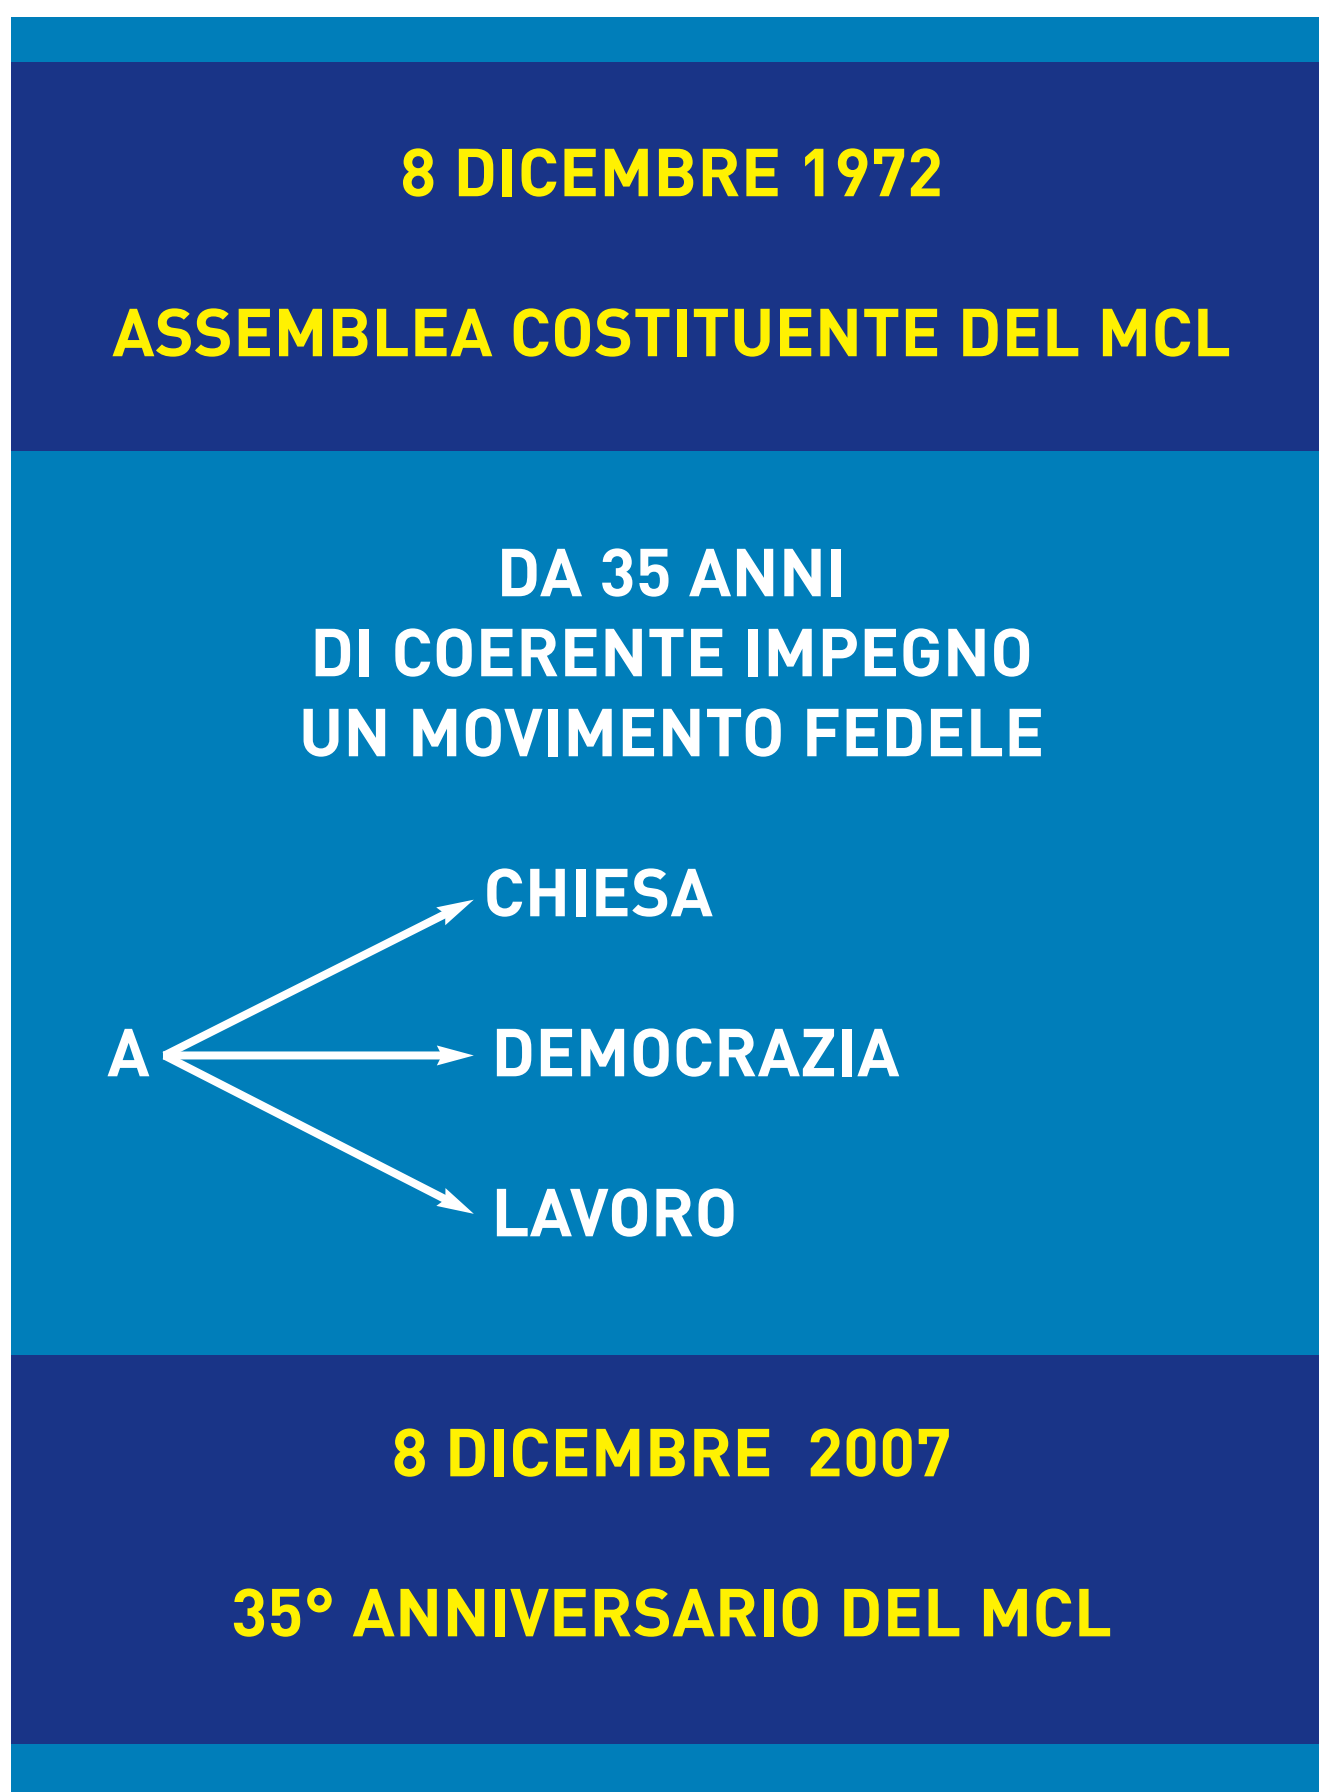 8 DICEMBRE 1972
ASSEMBLEA COSTITUENTE DEL MCL
DA 35 ANNI
DI COERENTE IMPEGNO
UN MOVIMENTO FEDELE
CHIESA
A DEMOCRAZIA
LAVORO
8 DICEMBRE 2007
35° ANNIVERSARIO DEL MCL